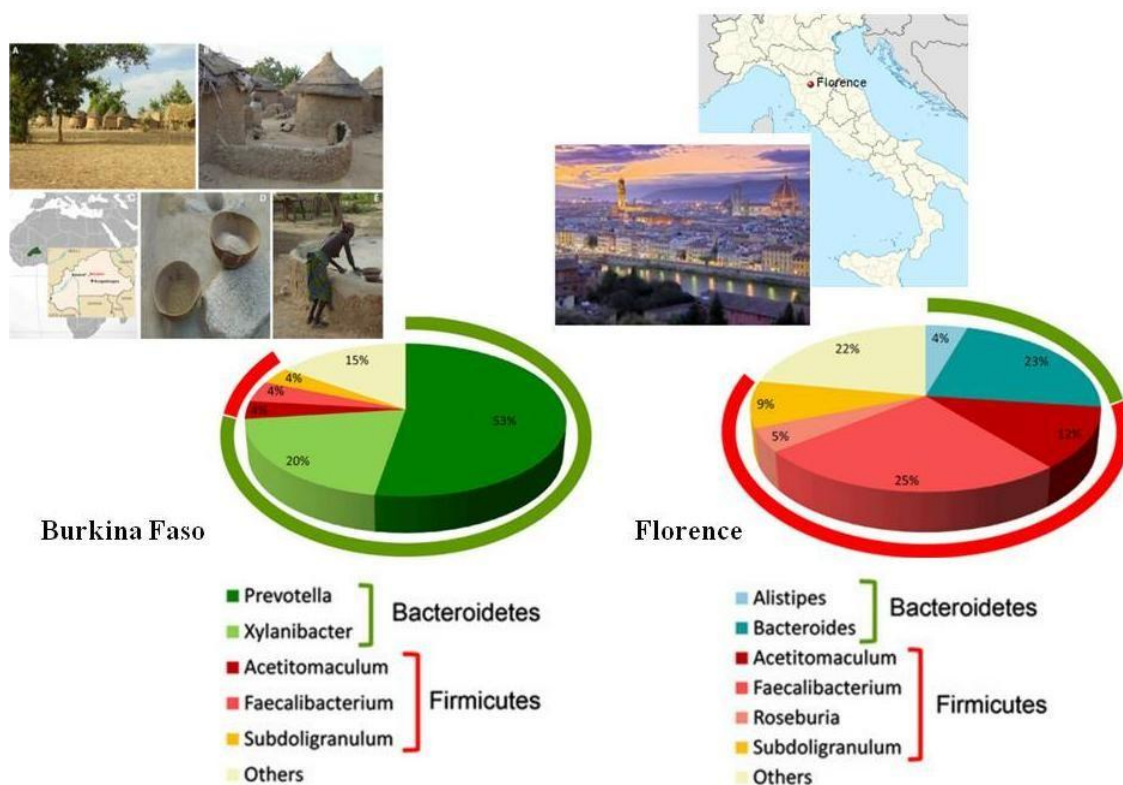 A
B
C
D
E
Florence
15%
4%
4%
4%
53%
20%
Burkina Faso
22%
4%
23%
9%
12%
5%
25%
Florence
Prevotella
Xylanibacter
Bacteroidetes
Acetitomaculum
Faecalibacterium
Subdoligranulum
Firmicutes
Others
Alistipes
Bacteroides
Bacteroidetes
Acetitomaculum
Faecalibacterium
Roseburia
Subdoligranulum
Firmicutes
Others